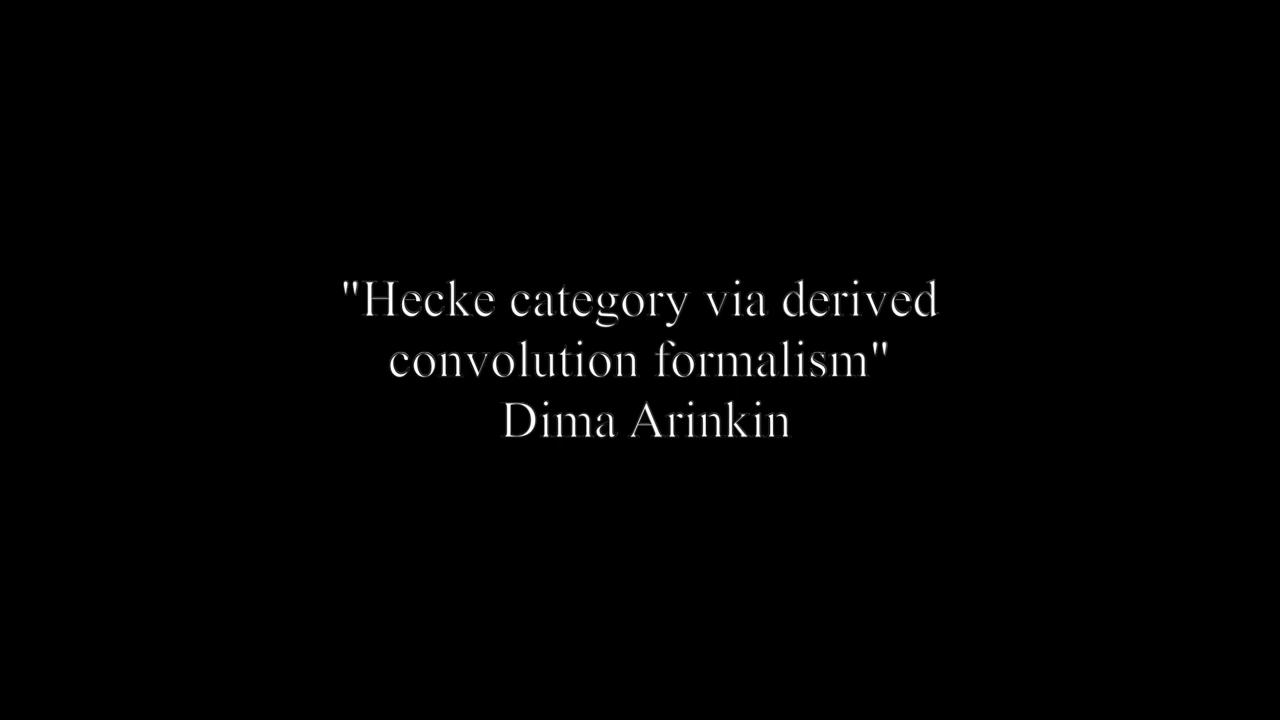 "Hecke category via derived
convolution formalism"
Dima Arinkin